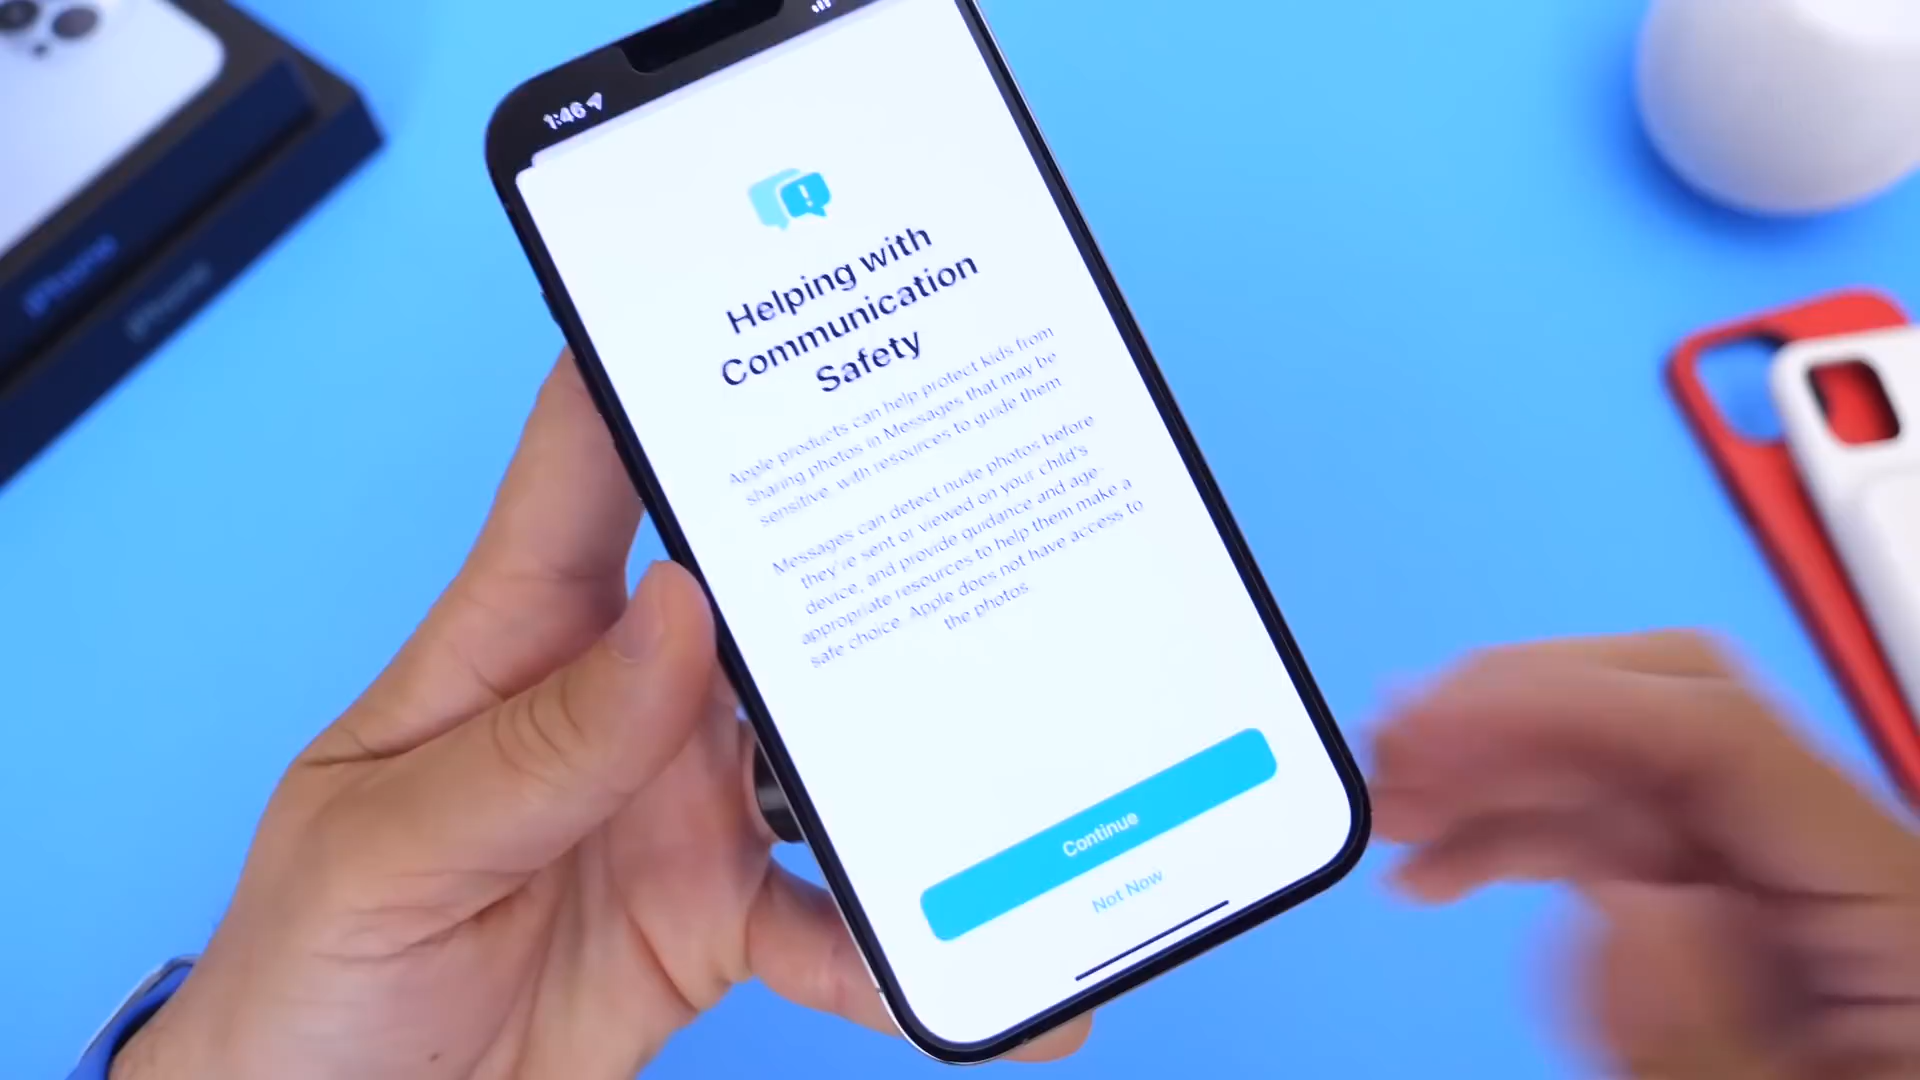 iPhone
iPhone
1:46
Helping with
Communication
Safety
Apple products can help protect kids from
sharing photos in Messages that may be
sensitive, with resources to guide them.
Messages can detect nude photos before
they're sent or viewed on your child's
device, and provide guidance and age-
appropriate resources to help them make a
safe choice. Apple does not have access to
the photos.
Continue
Not Now